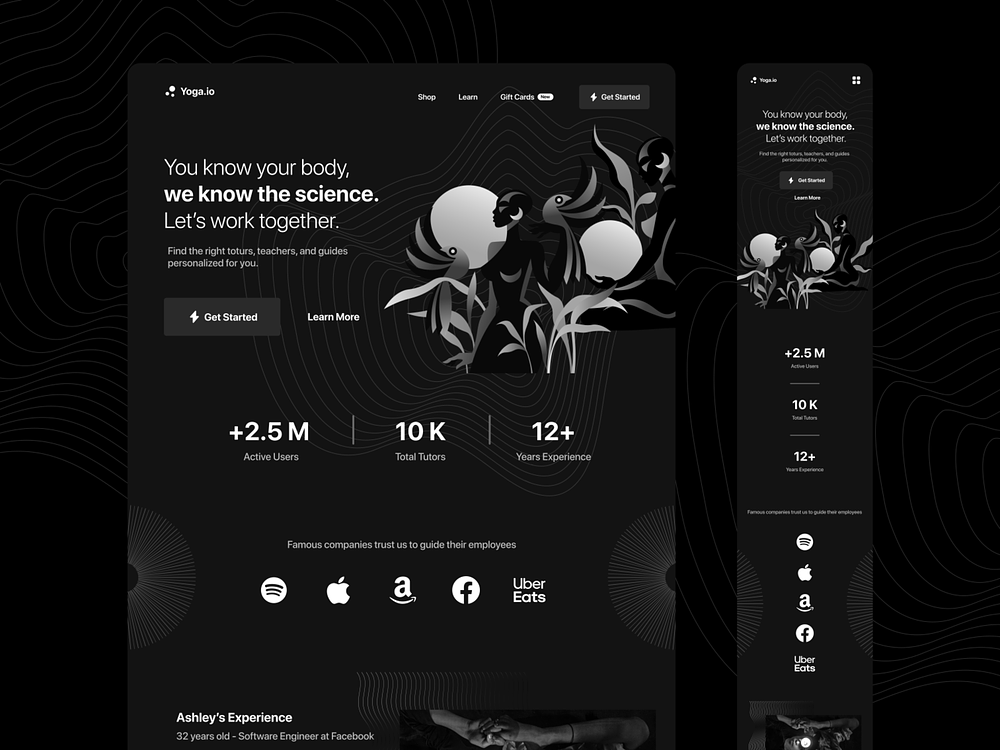 Yoga.io
Shop
Learn
Gift Cards
New
Get Started
You know your body,
we know the science.
Let's work together.
Find the right toturs, teachers, and guides
personalized for you.
Get Started
Learn More
+2.5 M
Active Users
10 K
Total Tutors
12+
Years Experience
Famous companies trust us to guide their employees
Uber
Eats
Ashley's Experience
32 years old - Software Engineer at Facebook
Yoga.io
You know your body,
we know the science.
Let's work together.
Find the right toturs, teachers, and guides
personalized for you.
Get Started
Learn More
+2.5 M
Active Users
10 K
Total Tutors
12+
Years Experience
Famous companies trust us to guide their employees
Uber
Eats